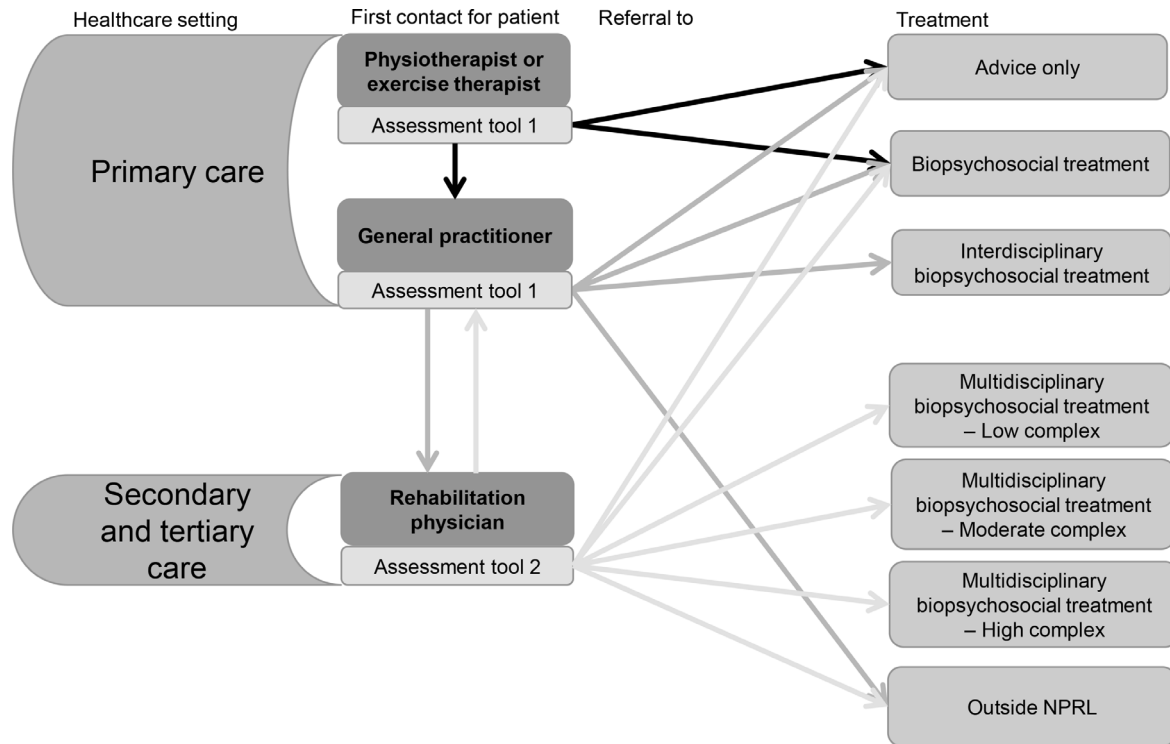 Healthcare setting
First contact for patient
Referral to
Treatment
Primary care
Physiotherapist or
exercise therapist
Assessment tool 1
General practitioner
Assessment tool 1
Secondary
and tertiary
care
Rehabilitation
physician
Assessment tool 2
Advice only
Biopsychosocial treatment
Interdisciplinary
biopsychosocial treatment
Multidisciplinary
biopsychosocial treatment
– Low complex
Multidisciplinary
biopsychosocial treatment
– Moderate complex
Multidisciplinary
biopsychosocial treatment
– High complex
Outside NPRL